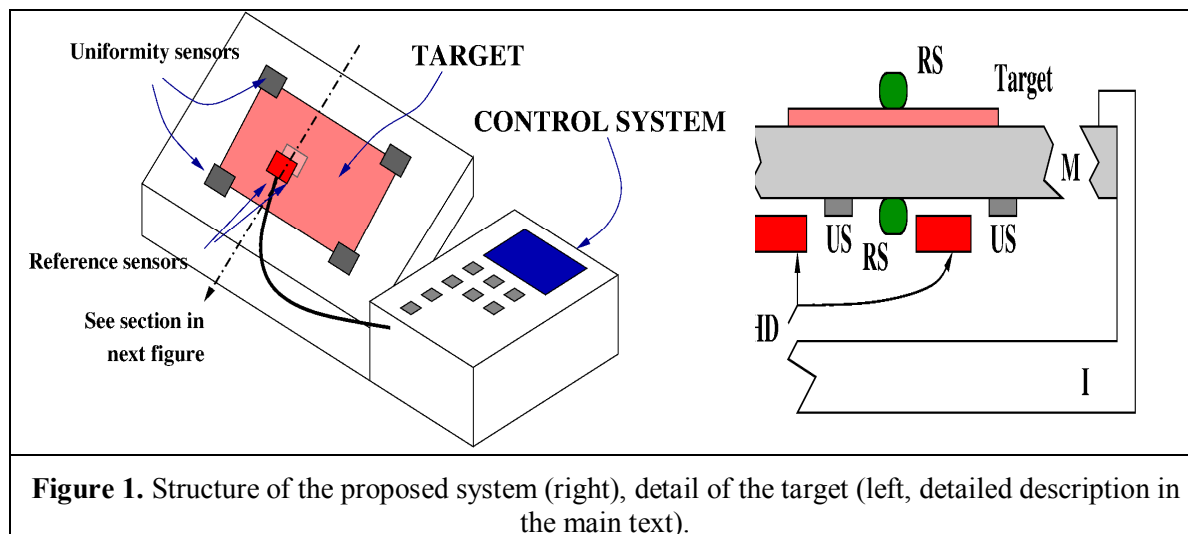 Uniformity sensors
TARGET
CONTROL SYSTEM
Reference sensors
See section in
next figure
RS
Target
M
US
RS
US
HD
I
Figure 1. Structure of the proposed system (right), detail of the target (left, detailed description in
the main text).